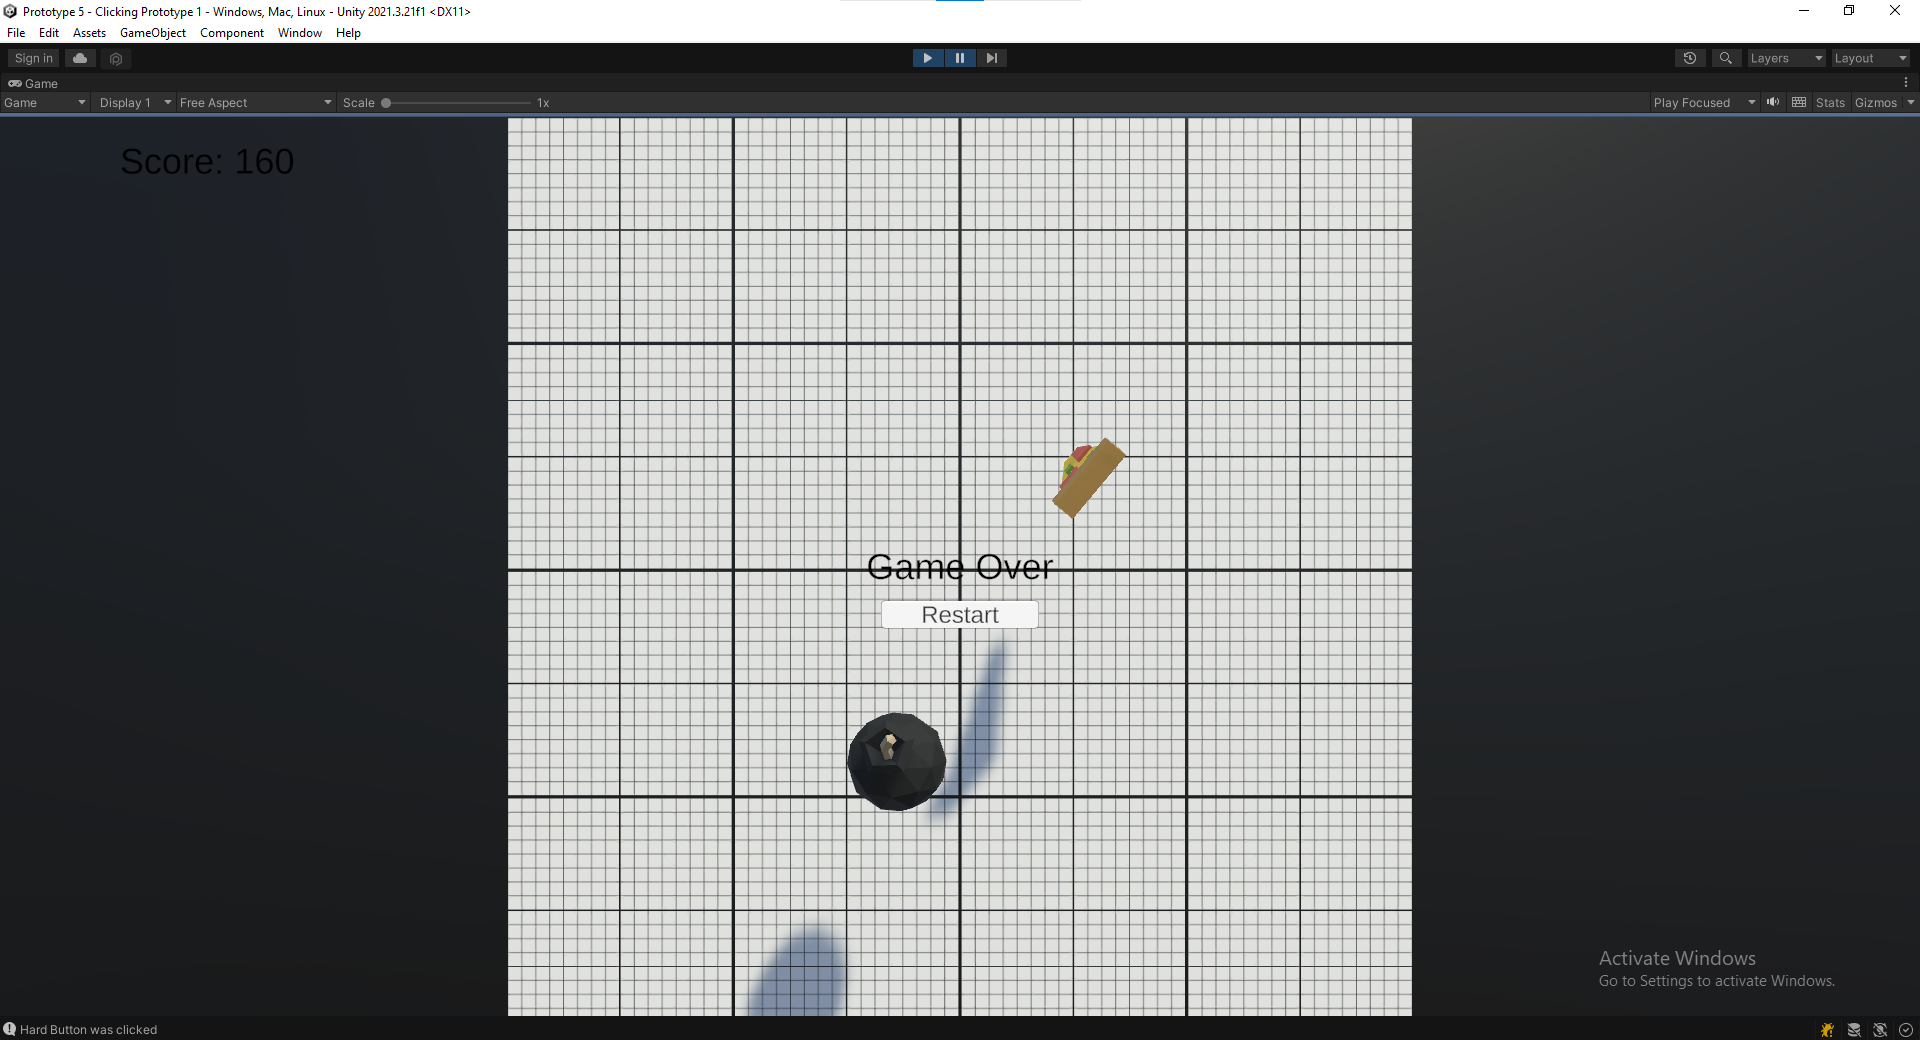 Prototype 5 - Clicking Prototype 1 - Windows, Mac, Linux - Unity 2021.3.21f1 <DX11>
File Edit Assets GameObject Component Window Help
Sign in Layers Layout
Game
Game Display 1 Free Aspect Scale 1x Play Focused Stats Gizmos
Score: 160
Game Over
Restart
Activate Windows
Go to Settings to activate Windows.
Hard Button was clicked